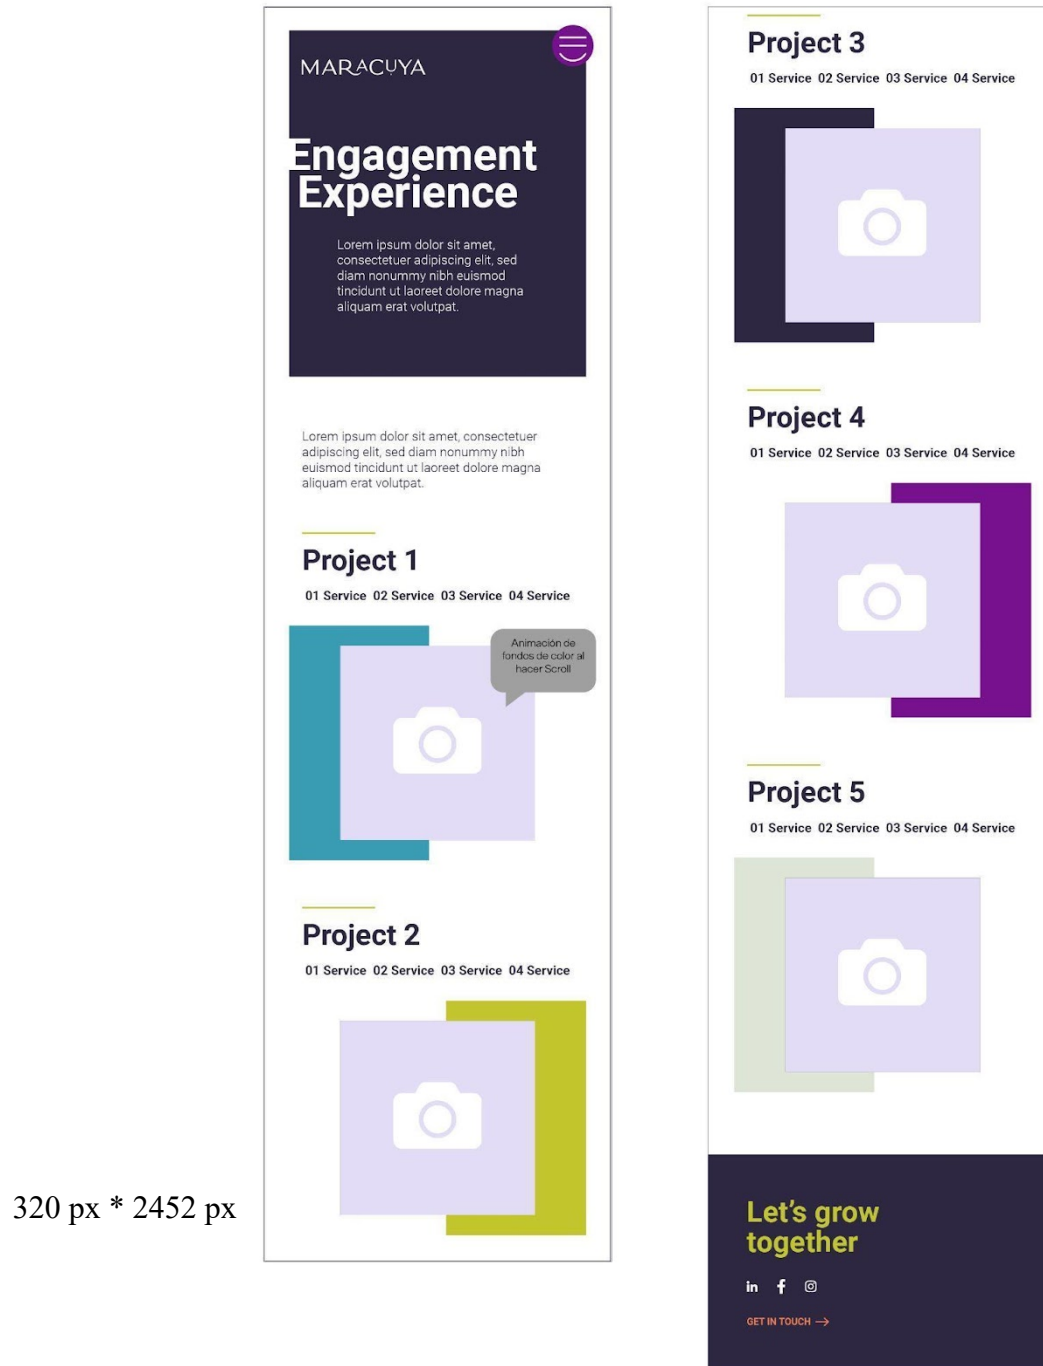 MARACUYA
Engagement
Experience
Lorem ipsum dolor sit amet,
consectetuer adipiscing elit, sed
diam nonummy nibh euismod
tincidunt ut laoreet dolore magna
aliquam erat volutpat.
Lorem ipsum dolor sit amet, consectetuer
adipiscing elit, sed diam nonummy nibh
euismod tincidunt ut laoreet dolore magna
aliquam erat volutpat.
Project 1
01 Service 02 Service 03 Service 04 Service
Animación de
fondos de color al
hacer Scroll
Project 2
01 Service 02 Service 03 Service 04 Service
320 px * 2452 px
Project 3
01 Service 02 Service 03 Service 04 Service
Project 4
01 Service 02 Service 03 Service 04 Service
Project 5
01 Service 02 Service 03 Service 04 Service
Let's grow
together
in f
GET IN TOUCH →